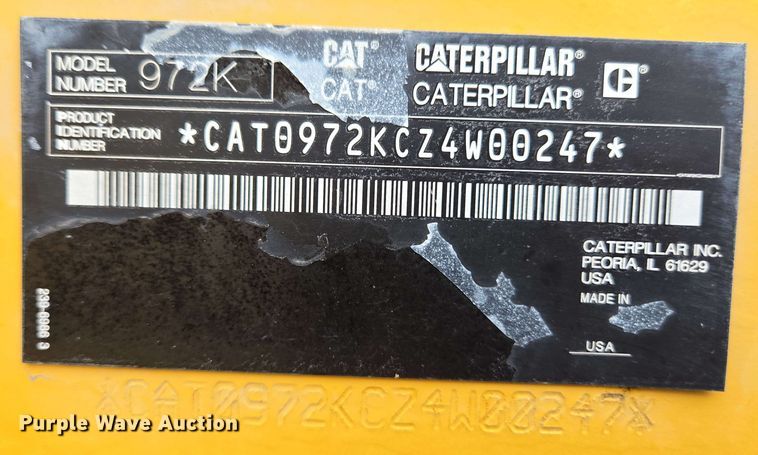 MODEL
NUMBER 972K
CAT® CATERPILLAR®
CAT® CATERPILLAR®
C®
PRODUCT
IDENTIFICATION
NUMBER
*CAT0972KCZ4W00247*
CATERPILLAR INC.
PEORIA, IL 61629
USA
MADE IN
USA
*CAT0972KCZ4W00247*
Purple Wave Auction